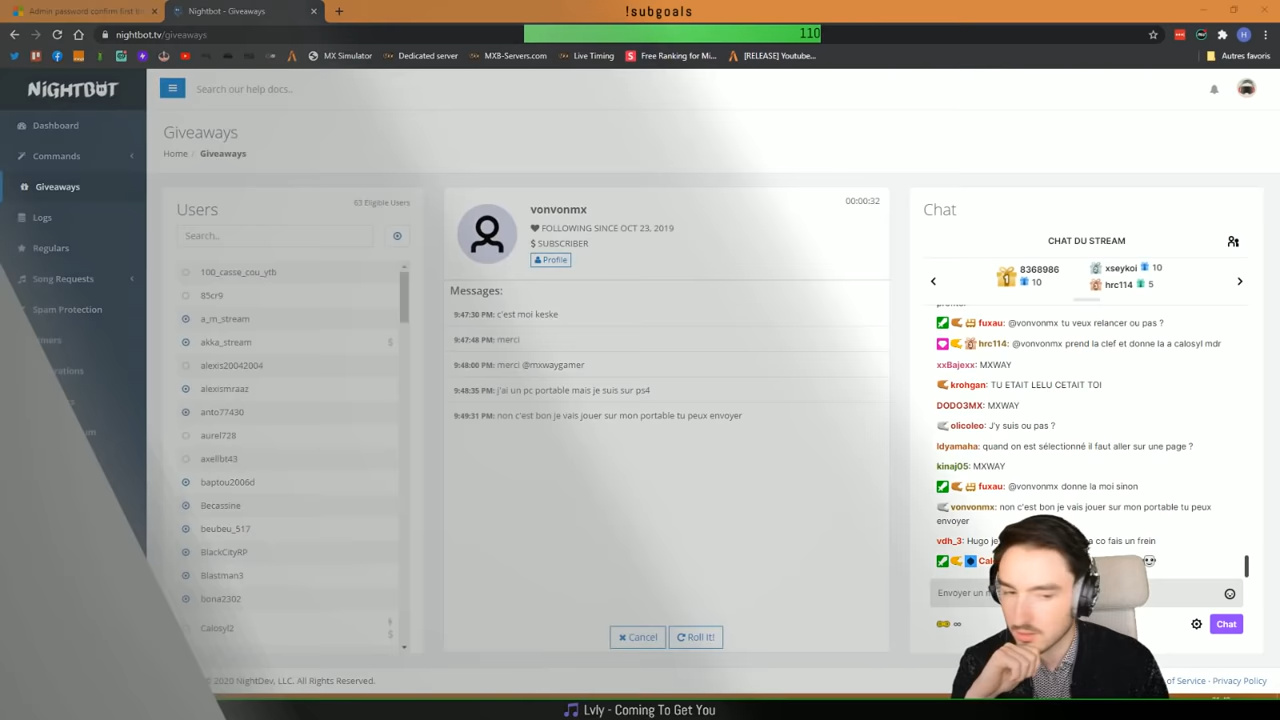 !subgoals
Admin password confirm list t
Nightbot - Giveaways
110
nightbot.tv/giveaways
MX Simulator
Dedicated server
MXB-Servers.com
Live Timing
Free Ranking for Mi...
[RELEASE] Youtube...
Autres favoris
NiGHTBOT
Search our help docs..
Dashboard
Commands
Giveaways
Logs
Regulars
Song Requests
Spam Protection
Giveaways
Home / Giveaways
Users
63 Eligible Users
Search...
100_casse_cou_ytb
85cr9
a_m_stream
akka_stream
alexis20042004
alexismraaz
anto77430
aurel728
axellbt43
baptou2006d
Becassine
beubeu_517
BlackCityRP
Blastman3
bona2302
Calosyl2
vonvonmx
00:00:32
FOLLOWING SINCE OCT 23, 2019
$ SUBSCRIBER
Profile
Messages:
9:47:30 PM: c'est moi keske
9:47:48 PM: merci
9:48:00 PM: merci @mxwaygamer
9:48:35 PM: j'ai un pc portable mais je suis sur ps4
9:49:31 PM: non c'est bon je vais jouer sur mon portable tu peux envoyer
Cancel
Roll It!
Chat
CHAT DU STREAM
8368986
10
xseykoi 10
hrc114 5
fuxau: @vonvonmx tu veux relancer ou pas ?
hrc114: @vonvonmx prend la clef et donne la a calosyl mdr
xxBajexx: MXWAY
krohgan: TU ETAIT LELU CETAIT TOI
DODO3MX: MXWAY
olicoleo: J'y suis ou pas ?
ldyamaha: quand on est sélectionné il faut aller sur une page ?
kinaj05: MXWAY
fuxau: @vonvonmx donne la moi sinon
vonvonmx: non c'est bon je vais jouer sur mon portable tu peux
envoyer
vdh_3: Hugo je a co fais un frein
Envoyer un
Chat
© 2020 NightDev, LLC. All Rights Reserved.
of Service · Privacy Policy
Lvly - Coming To Get You